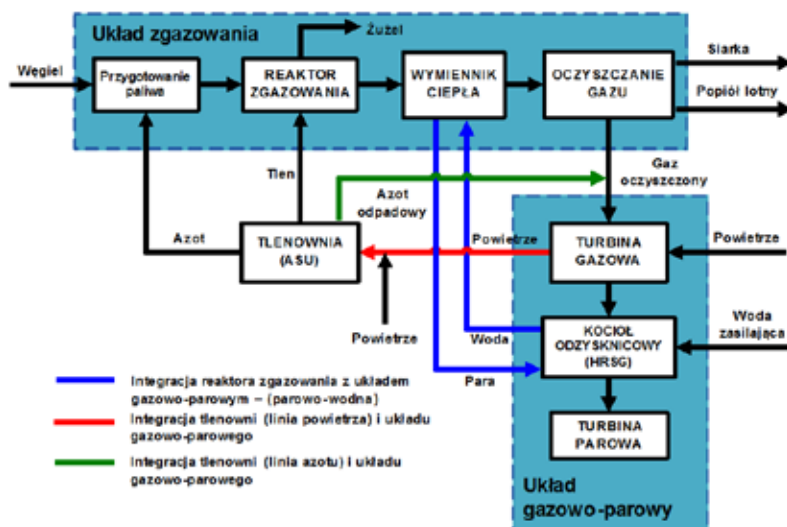 Układ zgazowania
Żużel
Siarka
Węgiel
Przygotowanie
paliwa
REAKTOR
ZGAZOWANIA
WYMIENNIK
CIEPŁA
OCZYSZCZANIE
GAZU
Popiół lotny
Tlen
Gaz
oczyszczony
Azot
odpadowy
Azot
TLENOWNIA
(ASU)
Powietrze
TURBINA
GAZOWA
Powietrze
Powietrze
Woda
KOCIOŁ
ODZYSKNICOWY
(HRSG)
Woda
zasilająca
Para
Integracja reaktora zgazowania z układem
gazowo-parowym – (parowo-wodna)
Integracja tlenowni (linia powietrza) i układu
gazowo-parowego
Integracja tlenowni (linia azotu) i układu
gazowo-parowego
TURBINA
PAROWA
Układ
gazowo-parowy